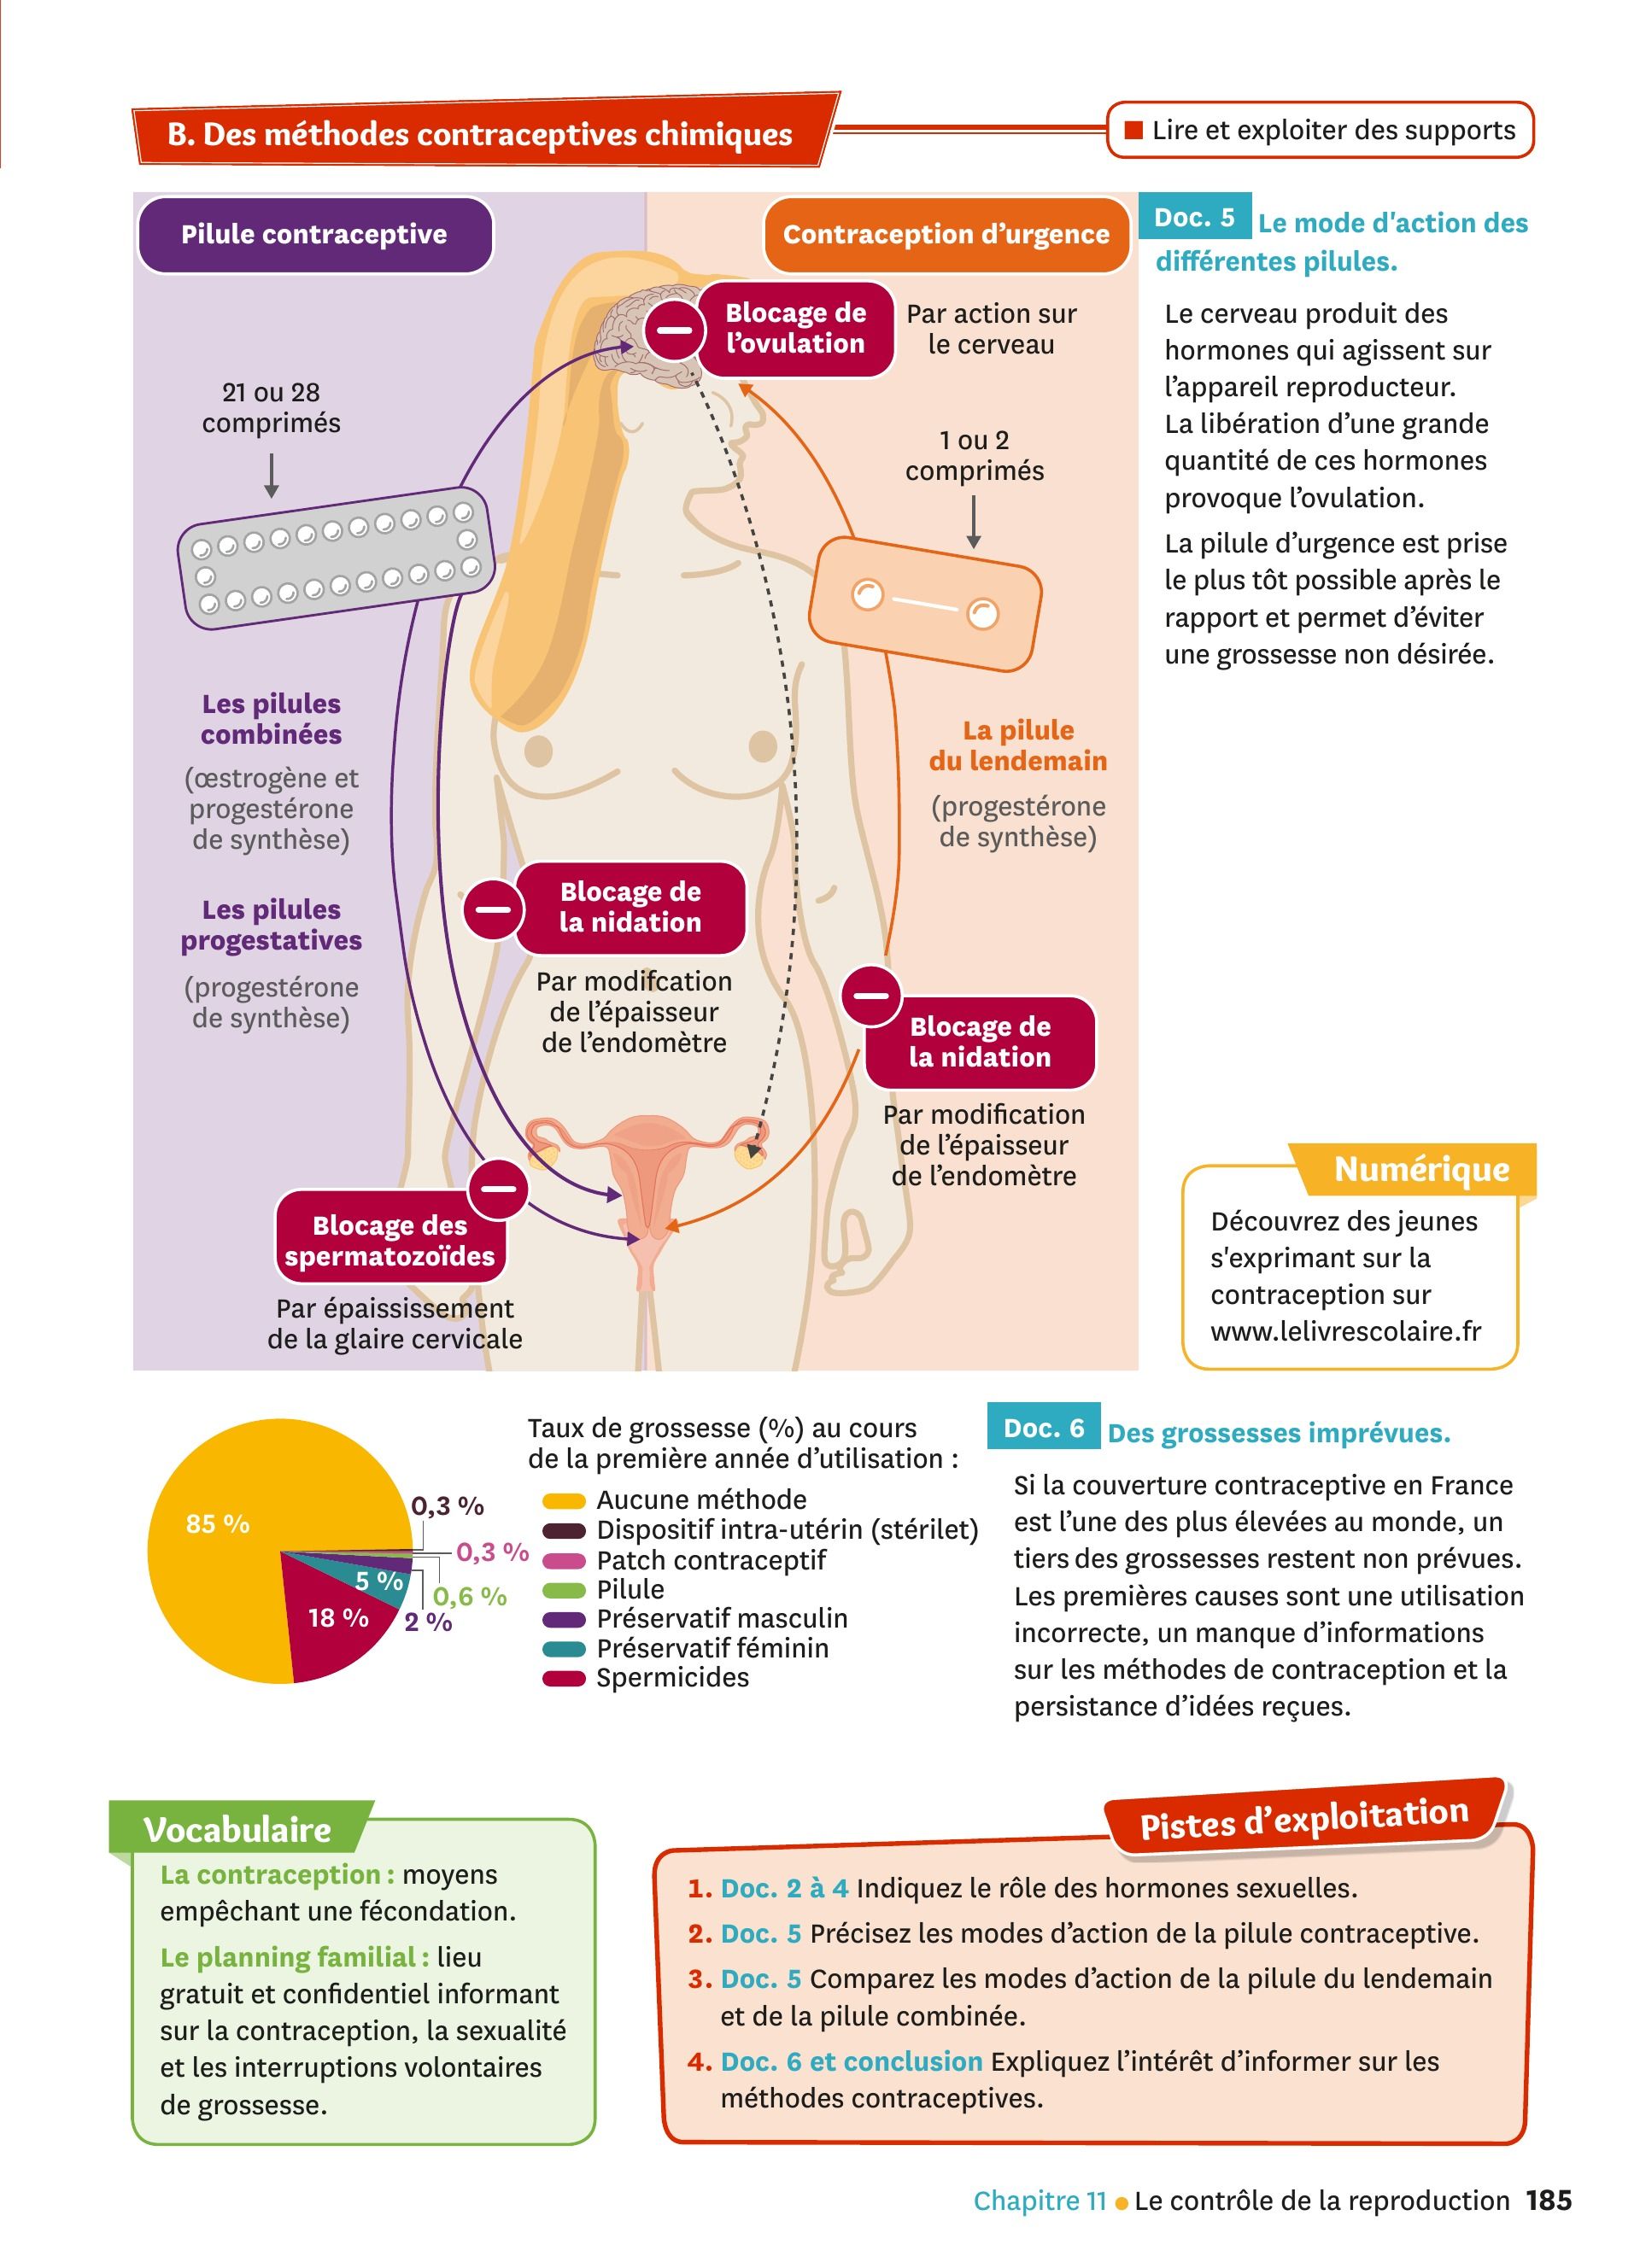 B. Des méthodes contraceptives chimiques
Lire et exploiter des supports
Pilule contraceptive
Contraception d'urgence
Blocage de
l'ovulation
Par action sur
le cerveau
21 ou 28
comprimés
1 ou 2
comprimés
Les pilules
combinées
(œstrogène et
progestérone
de synthèse)
Les pilules
progestatives
(progestérone
de synthèse)
La pilule
du lendemain
(progestérone
de synthèse)
Blocage de
la nidation
Par modifcation
de l'épaisseur
de l'endomètre
Blocage de
la nidation
Par modification
de l'épaisseur
de l'endomètre
Blocage des
spermatozoïdes
Par épaississement
de la glaire cervicale
Doc. 5 Le mode d'action des
différentes pilules.
Le cerveau produit des
hormones qui agissent sur
l'appareil reproducteur.
La libération d'une grande
quantité de ces hormones
provoque l'ovulation.
La pilule d'urgence est prise
le plus tôt possible après le
rapport et permet d'éviter
une grossesse non désirée.
Numérique
Découvrez des jeunes
s'exprimant sur la
contraception sur
www.lelivrescolaire.fr
85 %
0,3 %
0,3 %
0,6 %
2 %
5 %
18 %
Taux de grossesse (%) au cours
de la première année d'utilisation :
Aucune méthode
Dispositif intra-utérin (stérilet)
Patch contraceptif
Pilule
Préservatif masculin
Préservatif féminin
Spermicides
Doc. 6 Des grossesses imprévues.
Si la couverture contraceptive en France
est l'une des plus élevées au monde, un
tiers des grossesses restent non prévues.
Les premières causes sont une utilisation
incorrecte, un manque d'informations
sur les méthodes de contraception et la
persistance d'idées reçues.
Vocabulaire
La contraception : moyens
empêchant une fécondation.
Le planning familial : lieu
gratuit et confidentiel informant
sur la contraception, la sexualité
et les interruptions volontaires
de grossesse.
Pistes d'exploitation
1. Doc. 2 à 4 Indiquez le rôle des hormones sexuelles.
2. Doc. 5 Précisez les modes d'action de la pilule contraceptive.
3. Doc. 5 Comparez les modes d'action de la pilule du lendemain
et de la pilule combinée.
4. Doc. 6 et conclusion Expliquez l'intérêt d'informer sur les
méthodes contraceptives.
Chapitre 11 • Le contrôle de la reproduction 185